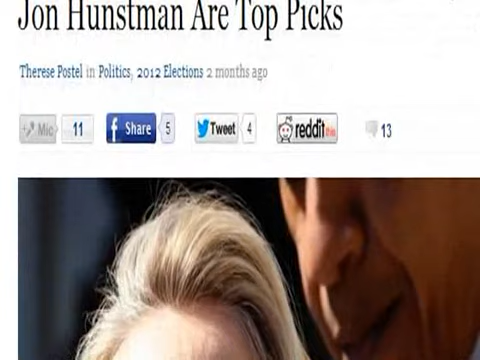 Jon Hunstman Are Top Picks
Therese Postel in Politics, 2012 Elections 2 months ago
Mic 11 Share 5 Tweet 4 reddit this 13